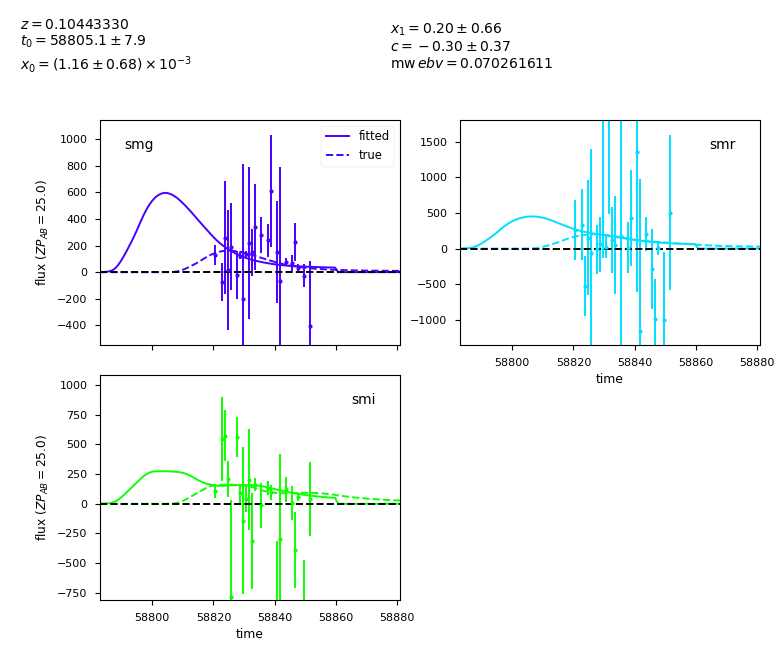 z = 0.10443330
t₀ = 58805.1 ± 7.9
x₀ = (1.16 ± 0.68) × 10⁻³
x₁ = 0.20 ± 0.66
c = −0.30 ± 0.37
mw ebv = 0.070261611
smg
fitted
true
1000
800
600
400
200
0
−200
−400
flux (ZP_AB = 25.0)
smr
1500
1000
500
0
−500
−1000
58800
58820
58840
58860
58880
time
smi
1000
750
500
250
0
−250
−500
−750
flux (ZP_AB = 25.0)
58800
58820
58840
58860
58880
time